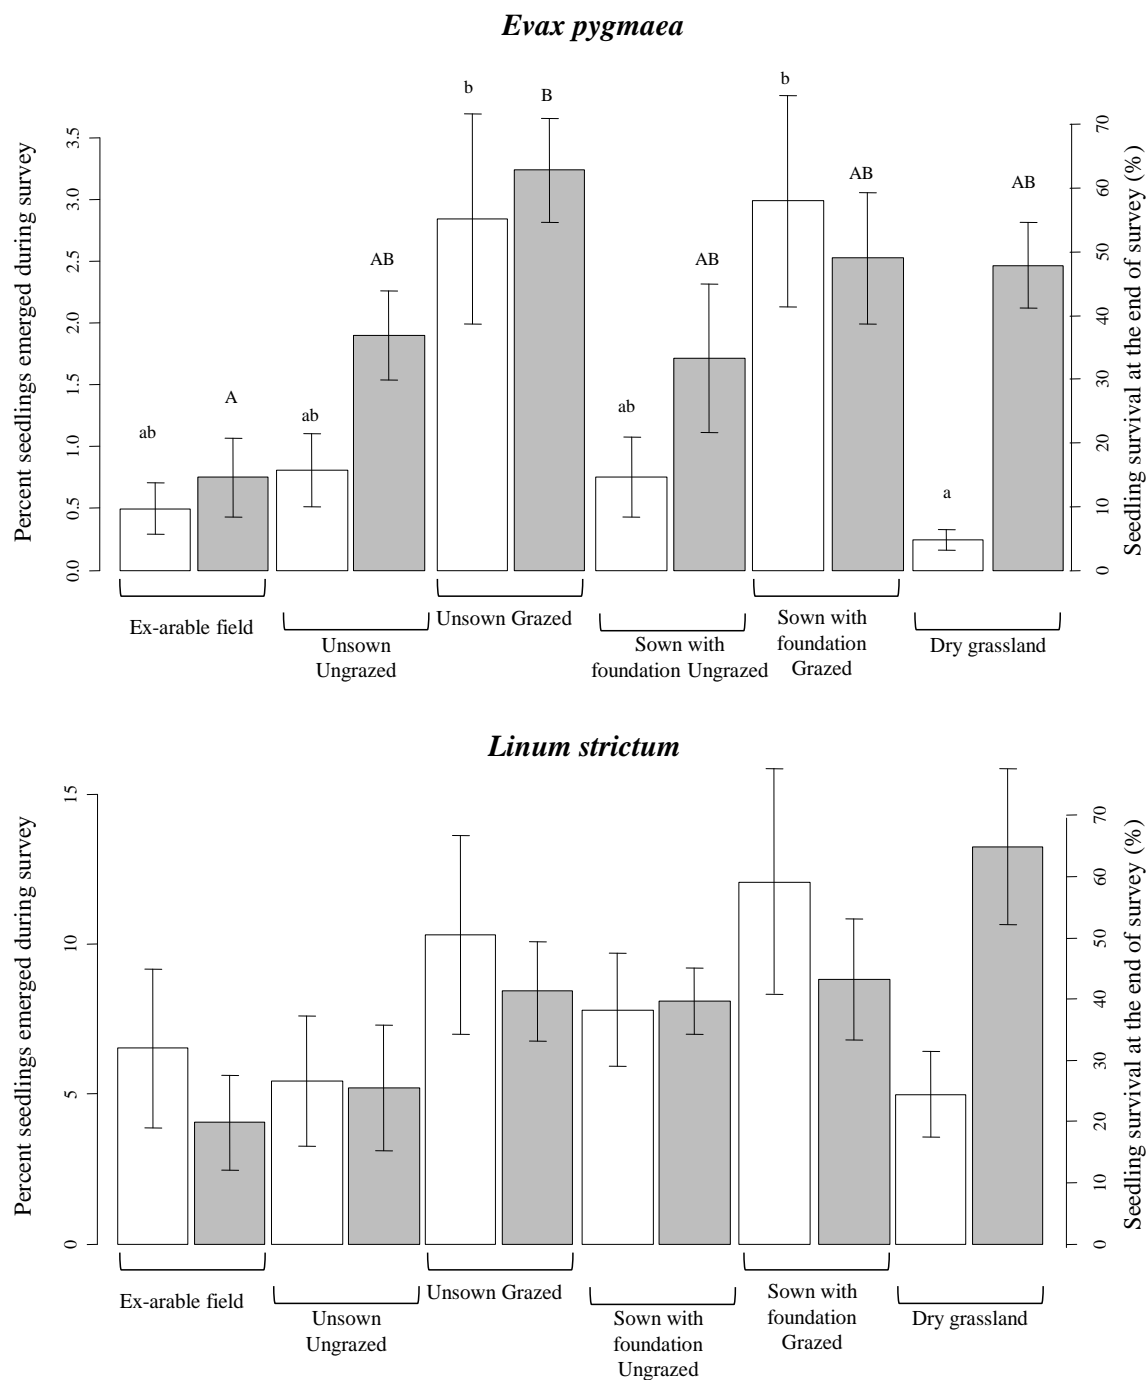 Evax pygmaea
Percent seedlings emerged during survey
0.0 0.5 1.0 1.5 2.0 2.5 3.0 3.5
ab A ab AB b B ab AB b AB a AB
0 10 20 30 40 50 60 70
Seedling survival at the end of survey (%)
Ex-arable field
Unsown
Ungrazed
Unsown Grazed
Sown with
foundation Ungrazed
Sown with
foundation
Grazed
Dry grassland
Linum strictum
Percent seedlings emerged during survey
0 5 10 15
0 10 20 30 40 50 60 70
Seedling survival at the end of survey (%)
Ex-arable field
Unsown
Ungrazed
Unsown Grazed
Sown with
foundation
Ungrazed
Sown with
foundation
Grazed
Dry grassland